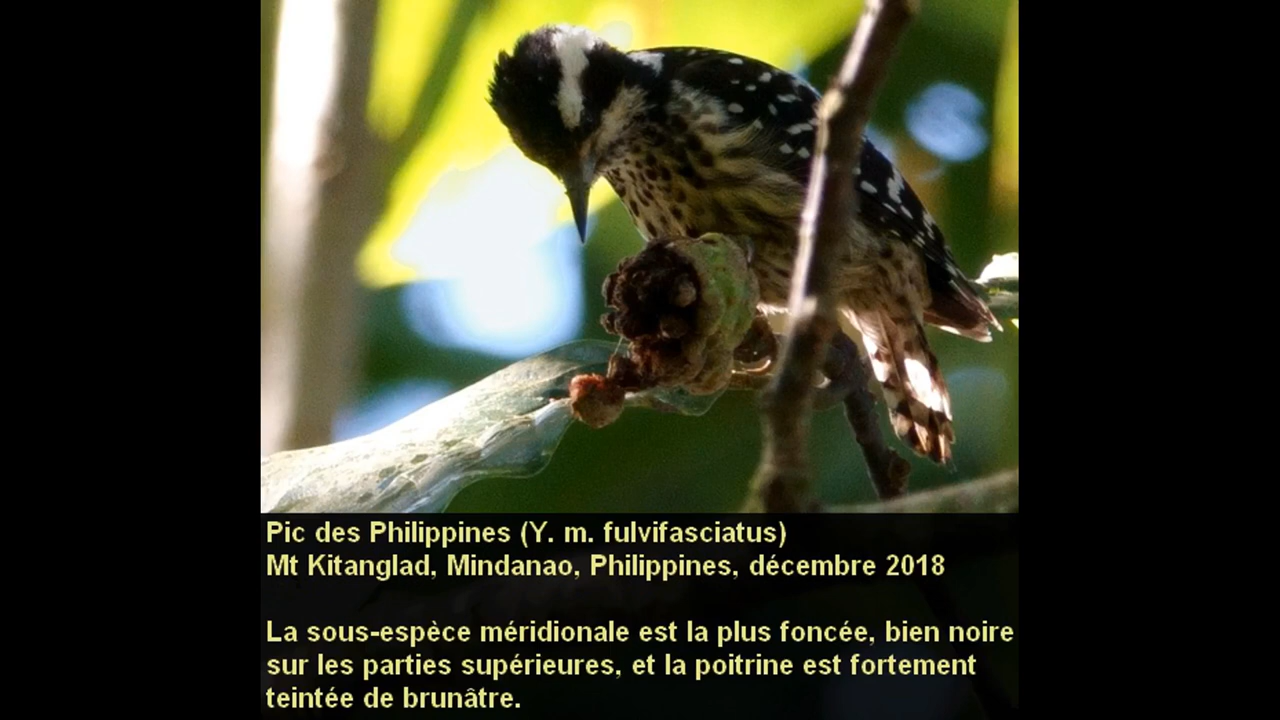 Pic des Philippines (Y. m. fulvifasciatus)
Mt Kitanglad, Mindanao, Philippines, décembre 2018
La sous-espèce méridionale est la plus foncée, bien noire
sur les parties supérieures, et la poitrine est fortement
teintée de brunâtre.